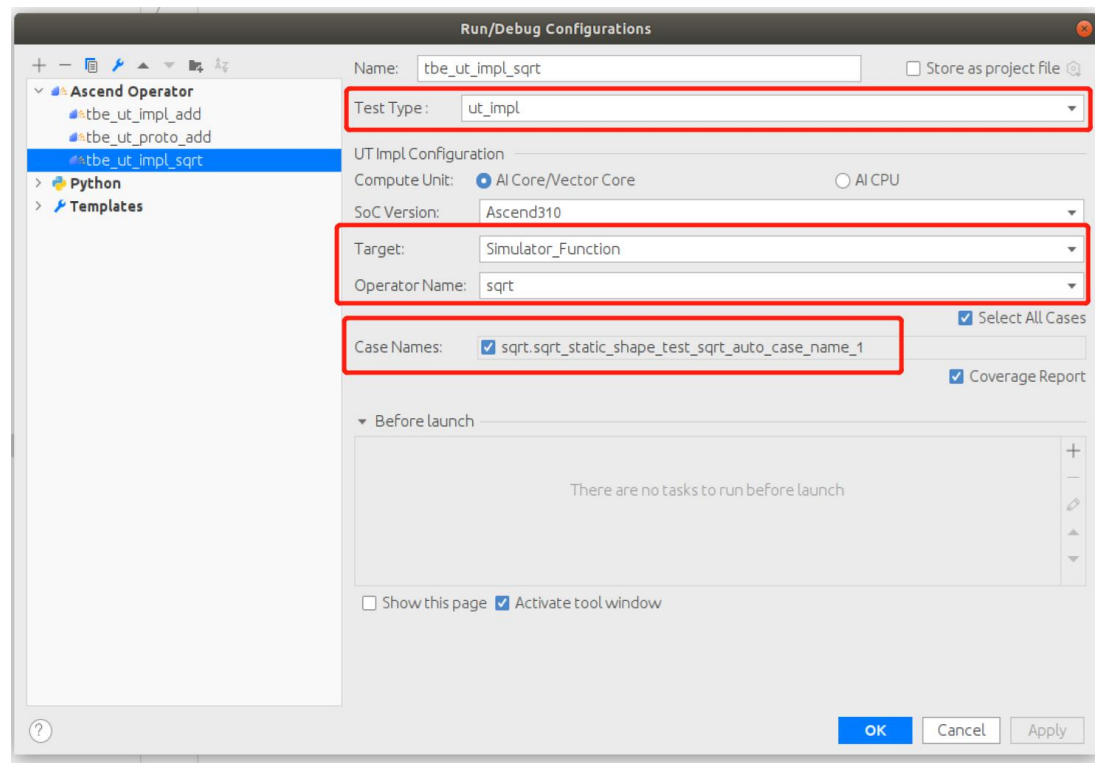 Run/Debug Configurations
Name: tbe_ut_impl_sqrt Store as project file
Ascend Operator
tbe_ut_impl_add
tbe_ut_proto_add
tbe_ut_impl_sqrt
Python
Templates
Test Type : ut_impl
UT Impl Configuration
Compute Unit: AI Core/Vector Core AI CPU
SoC Version: Ascend310
Target: Simulator_Function
Operator Name: sqrt
Select All Cases
Case Names: sqrt.sqrt_static_shape_test_sqrt_auto_case_name_1
Coverage Report
Before launch
There are no tasks to run before launch
Show this page Activate tool window
? OK Cancel Apply